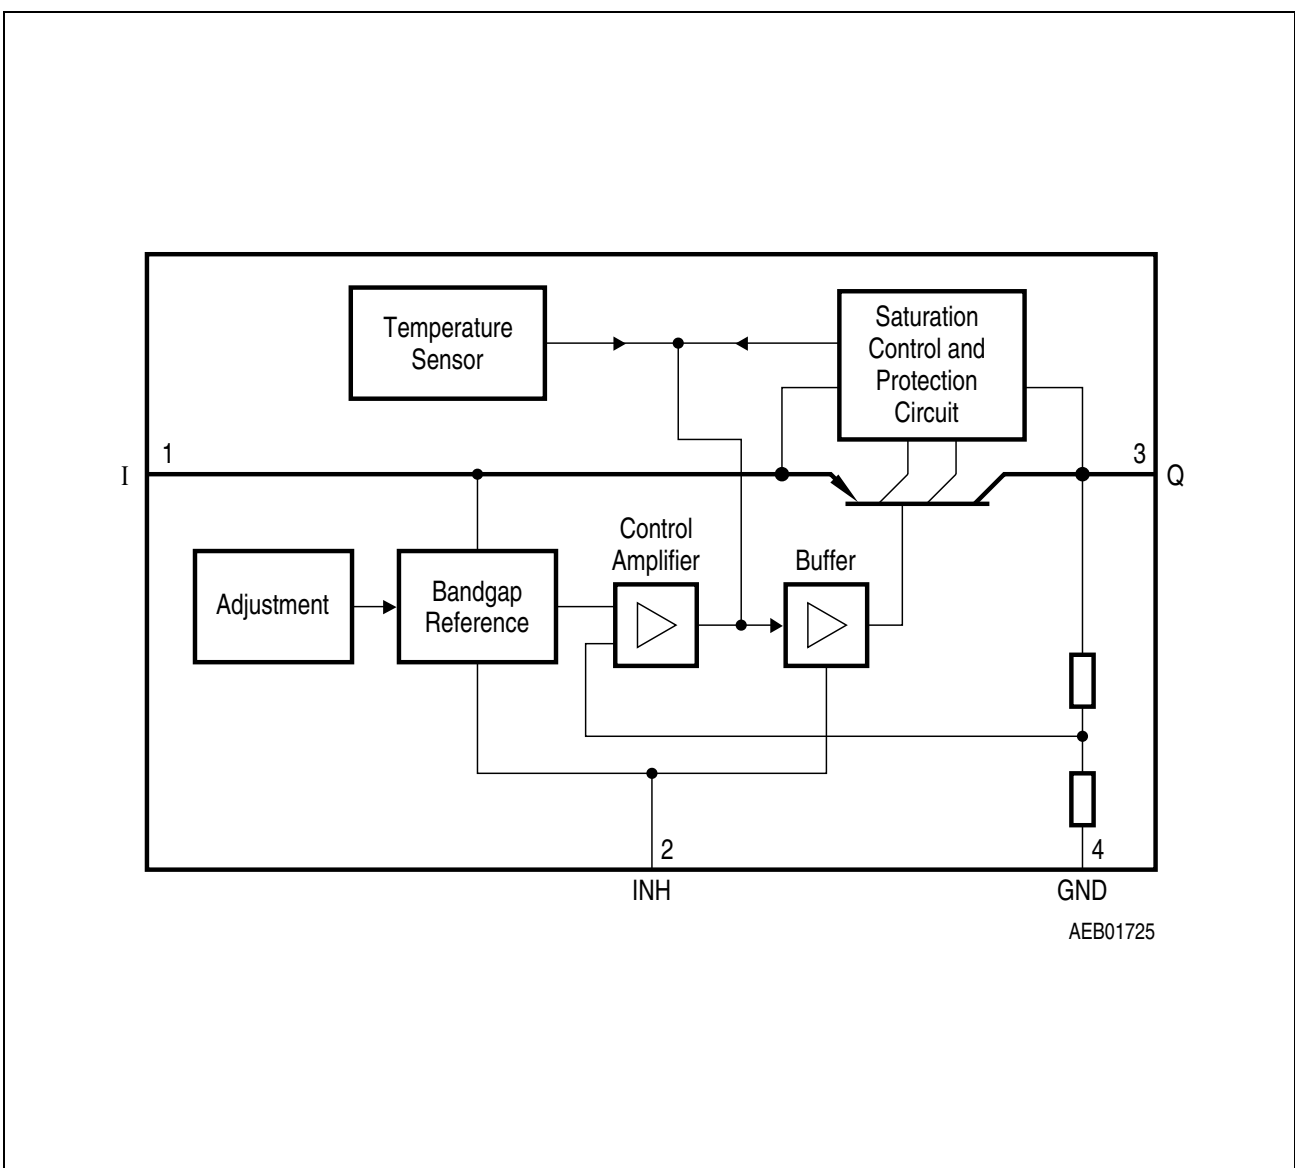 Temperature
Sensor
Saturation
Control and
Protection
Circuit
1
3
I
Q
Control
Amplifier
Buffer
Adjustment
Bandgap
Reference
2
4
INH
GND
AEB01725